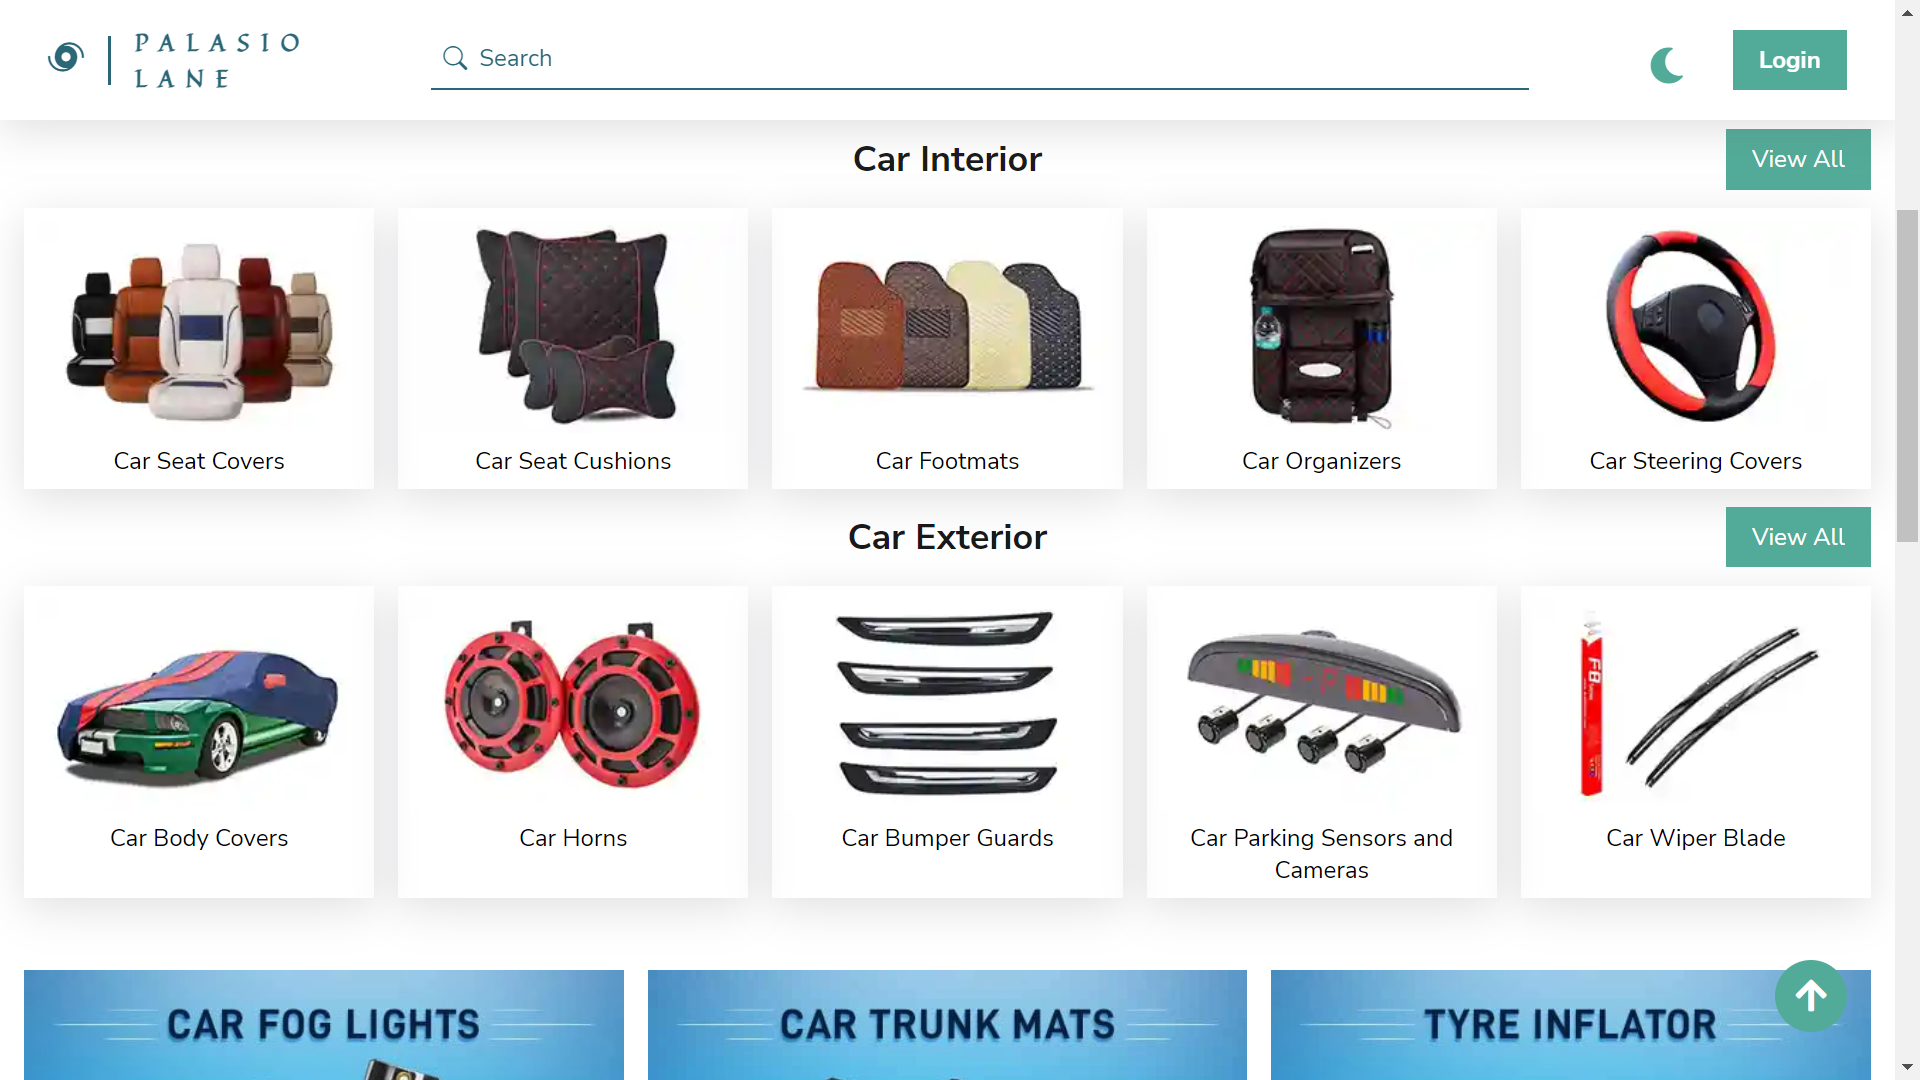 PALASIO
LANE
Search
Login
Car Interior
View All
Car Seat Covers
Car Seat Cushions
Car Footmats
Car Organizers
Car Steering Covers
Car Exterior
View All
FB
Car Body Covers
Car Horns
Car Bumper Guards
Car Parking Sensors and
Cameras
Car Wiper Blade
CAR FOG LIGHTS
CAR TRUNK MATS
TYRE INFLATOR